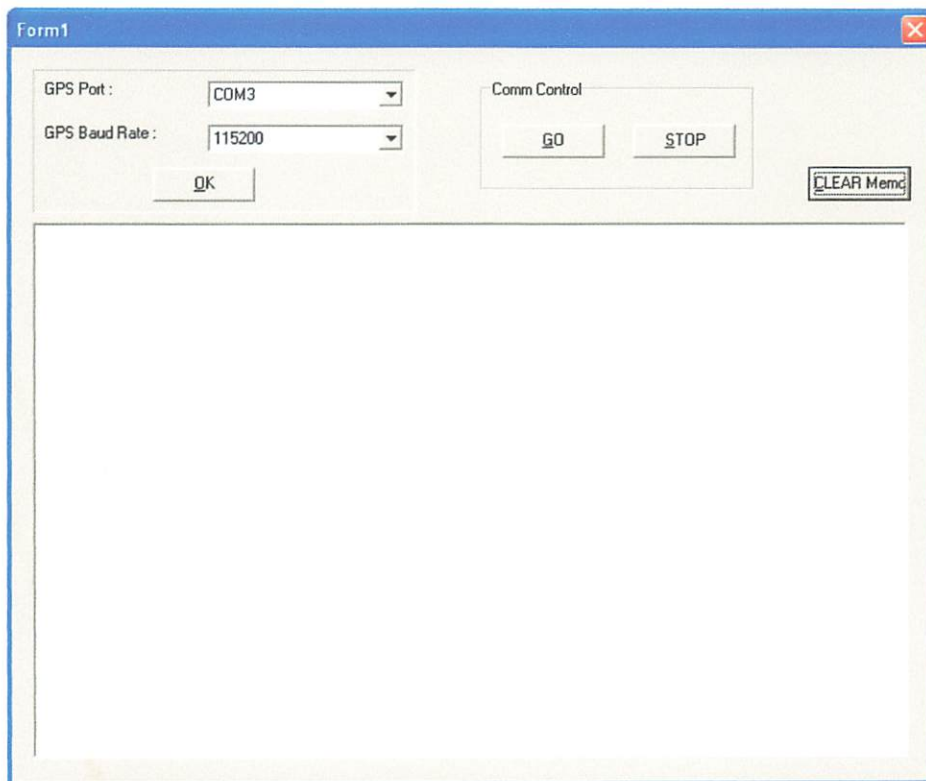 Form1
GPS Port :
COM3
GPS Baud Rate :
115200
OK
Comm Control
GO
STOP
CLEAR Memo